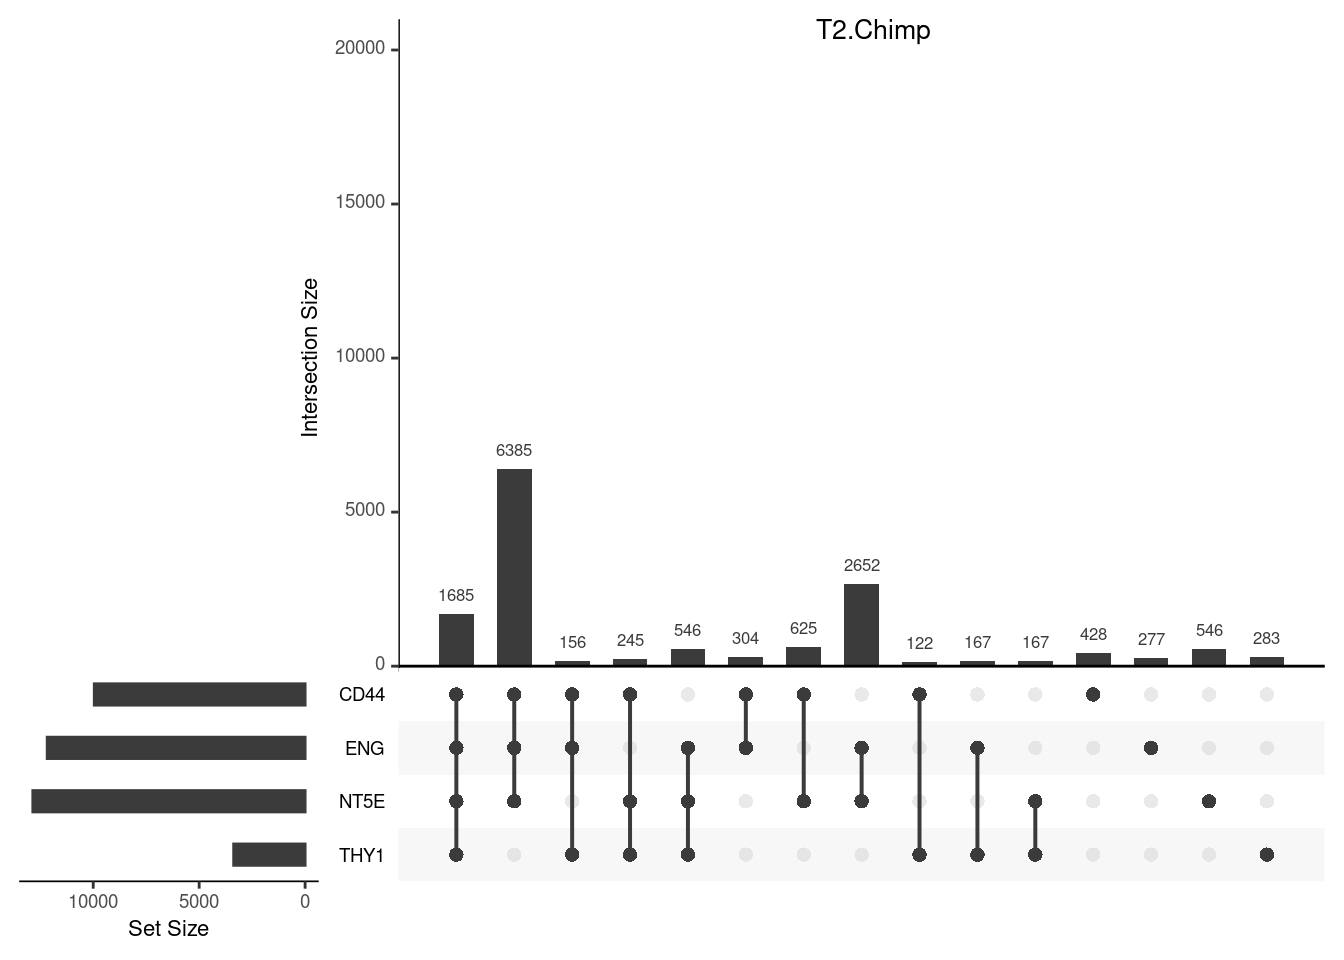 T2.Chimp
20000
15000
10000
5000
0
Intersection Size
1685
6385
156
245
546
304
625
2652
122
167
167
428
277
546
283
CD44
ENG
NT5E
THY1
10000 5000 0
Set Size